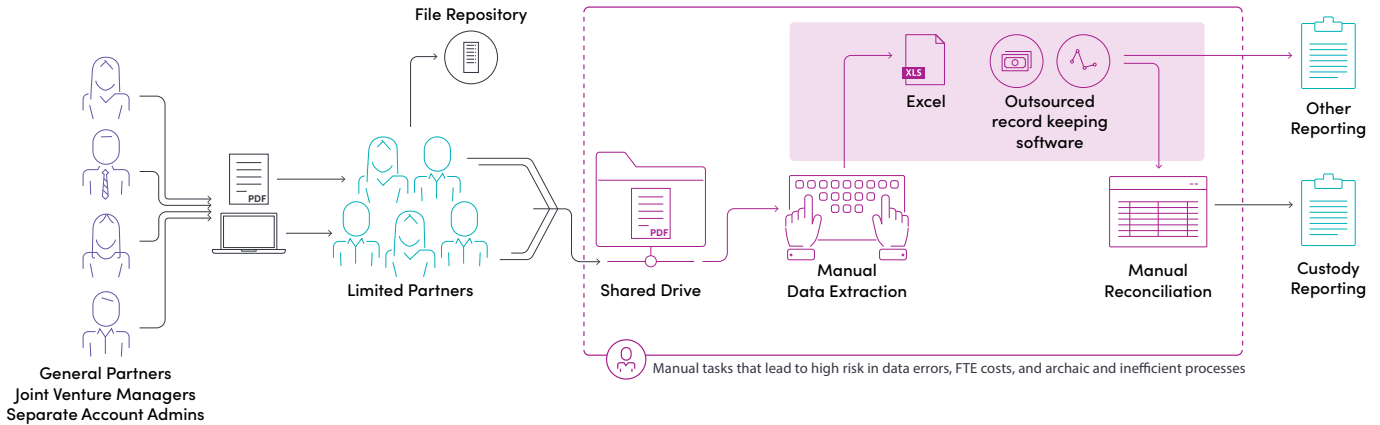 File Repository
PDF
General Partners
Joint Venture Managers
Separate Account Admins
Limited Partners
PDF
Shared Drive
Manual
Data Extraction
XLS
Excel
Outsourced
record keeping
software
Manual
Reconciliation
Other
Reporting
Custody
Reporting
Manual tasks that lead to high risk in data errors, FTE costs, and archaic and inefficient processes